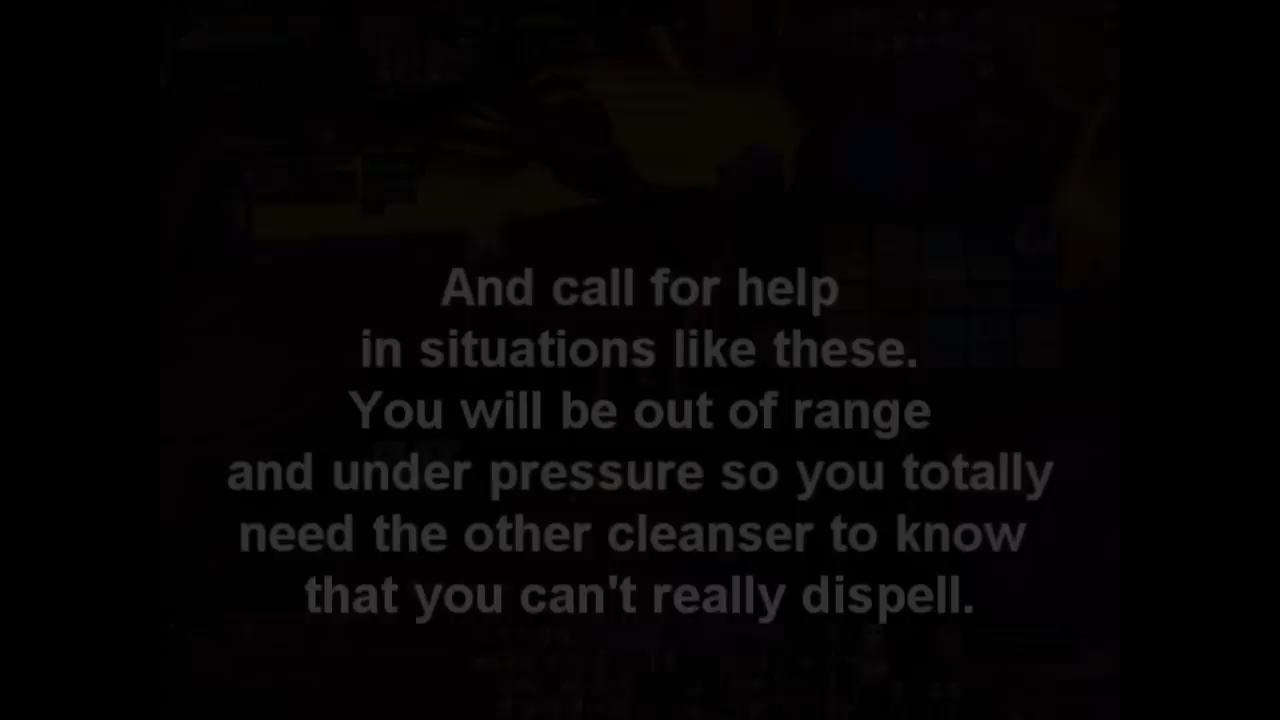 And call for help
in situations like these.
You will be out of range
and under pressure so you totally
need the other cleanser to know
that you can't really dispell.